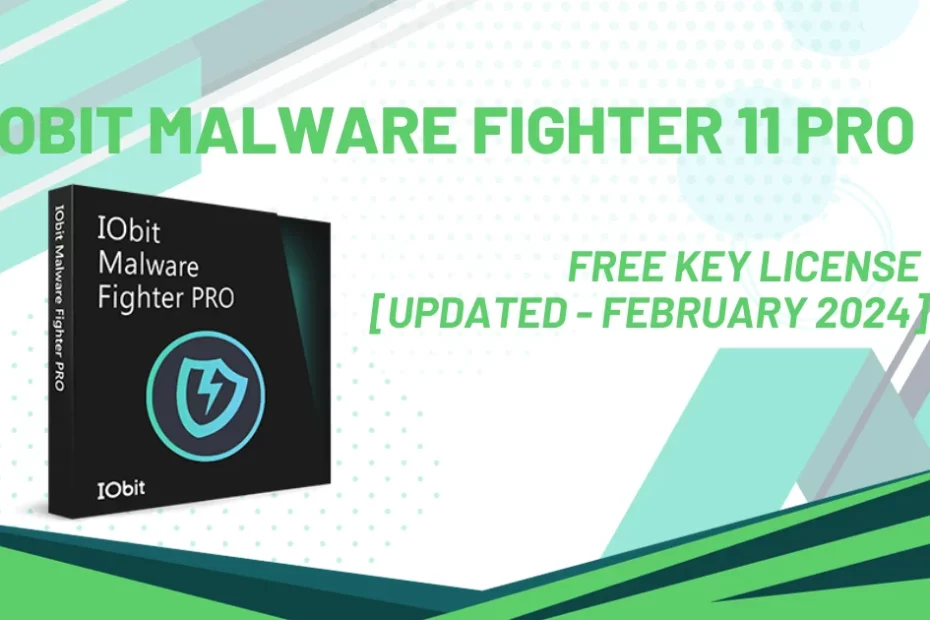 IOBIT MALWARE FIGHTER 11 PRO
FREE KEY LICENSE
[UPDATED - FEBRUARY 2024]
IObit Malware Fighter PRO
IObit
Malware
Fighter PRO
IObit